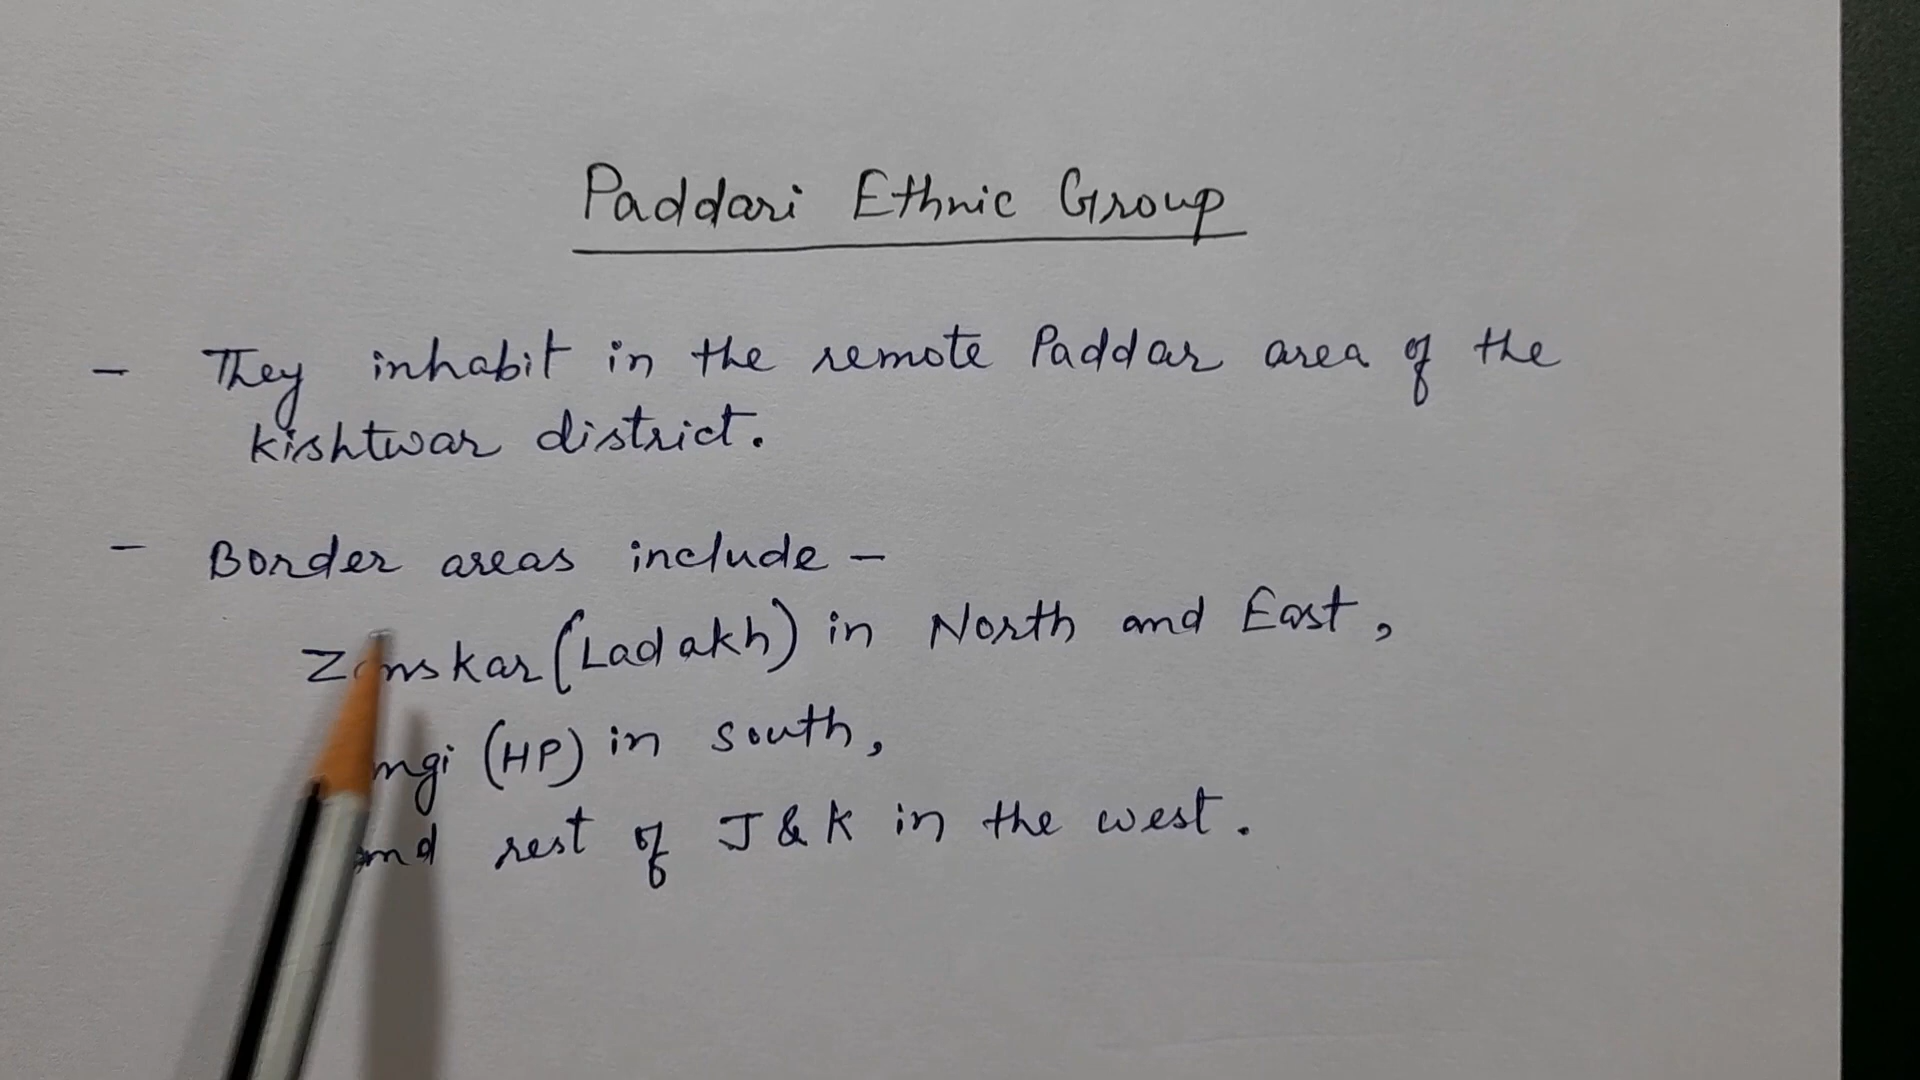 Paddari Ethnic Group
- They inhabit in the remote Paddar area of the
kishtwar district.
- Border areas include -
Zanskar (Ladakh) in North and East,
(HP) in south,
and rest of J & K in the west.